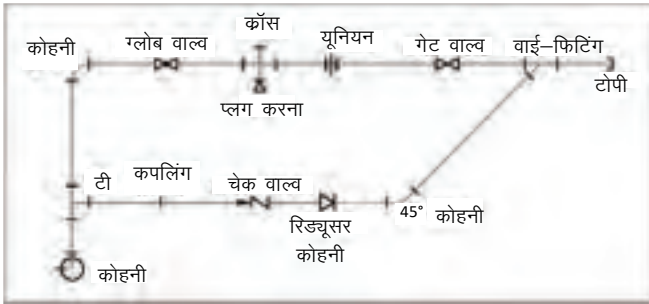 कोहनी
ग्लोब वाल्व
क्रॉस
यूनियन
गेट वाल्व
वाई–फिटिंग
टोपी
प्लग करना
टी
कपलिंग
चेक वाल्व
रिड्यूसर
कोहनी
45° कोहनी
कोहनी